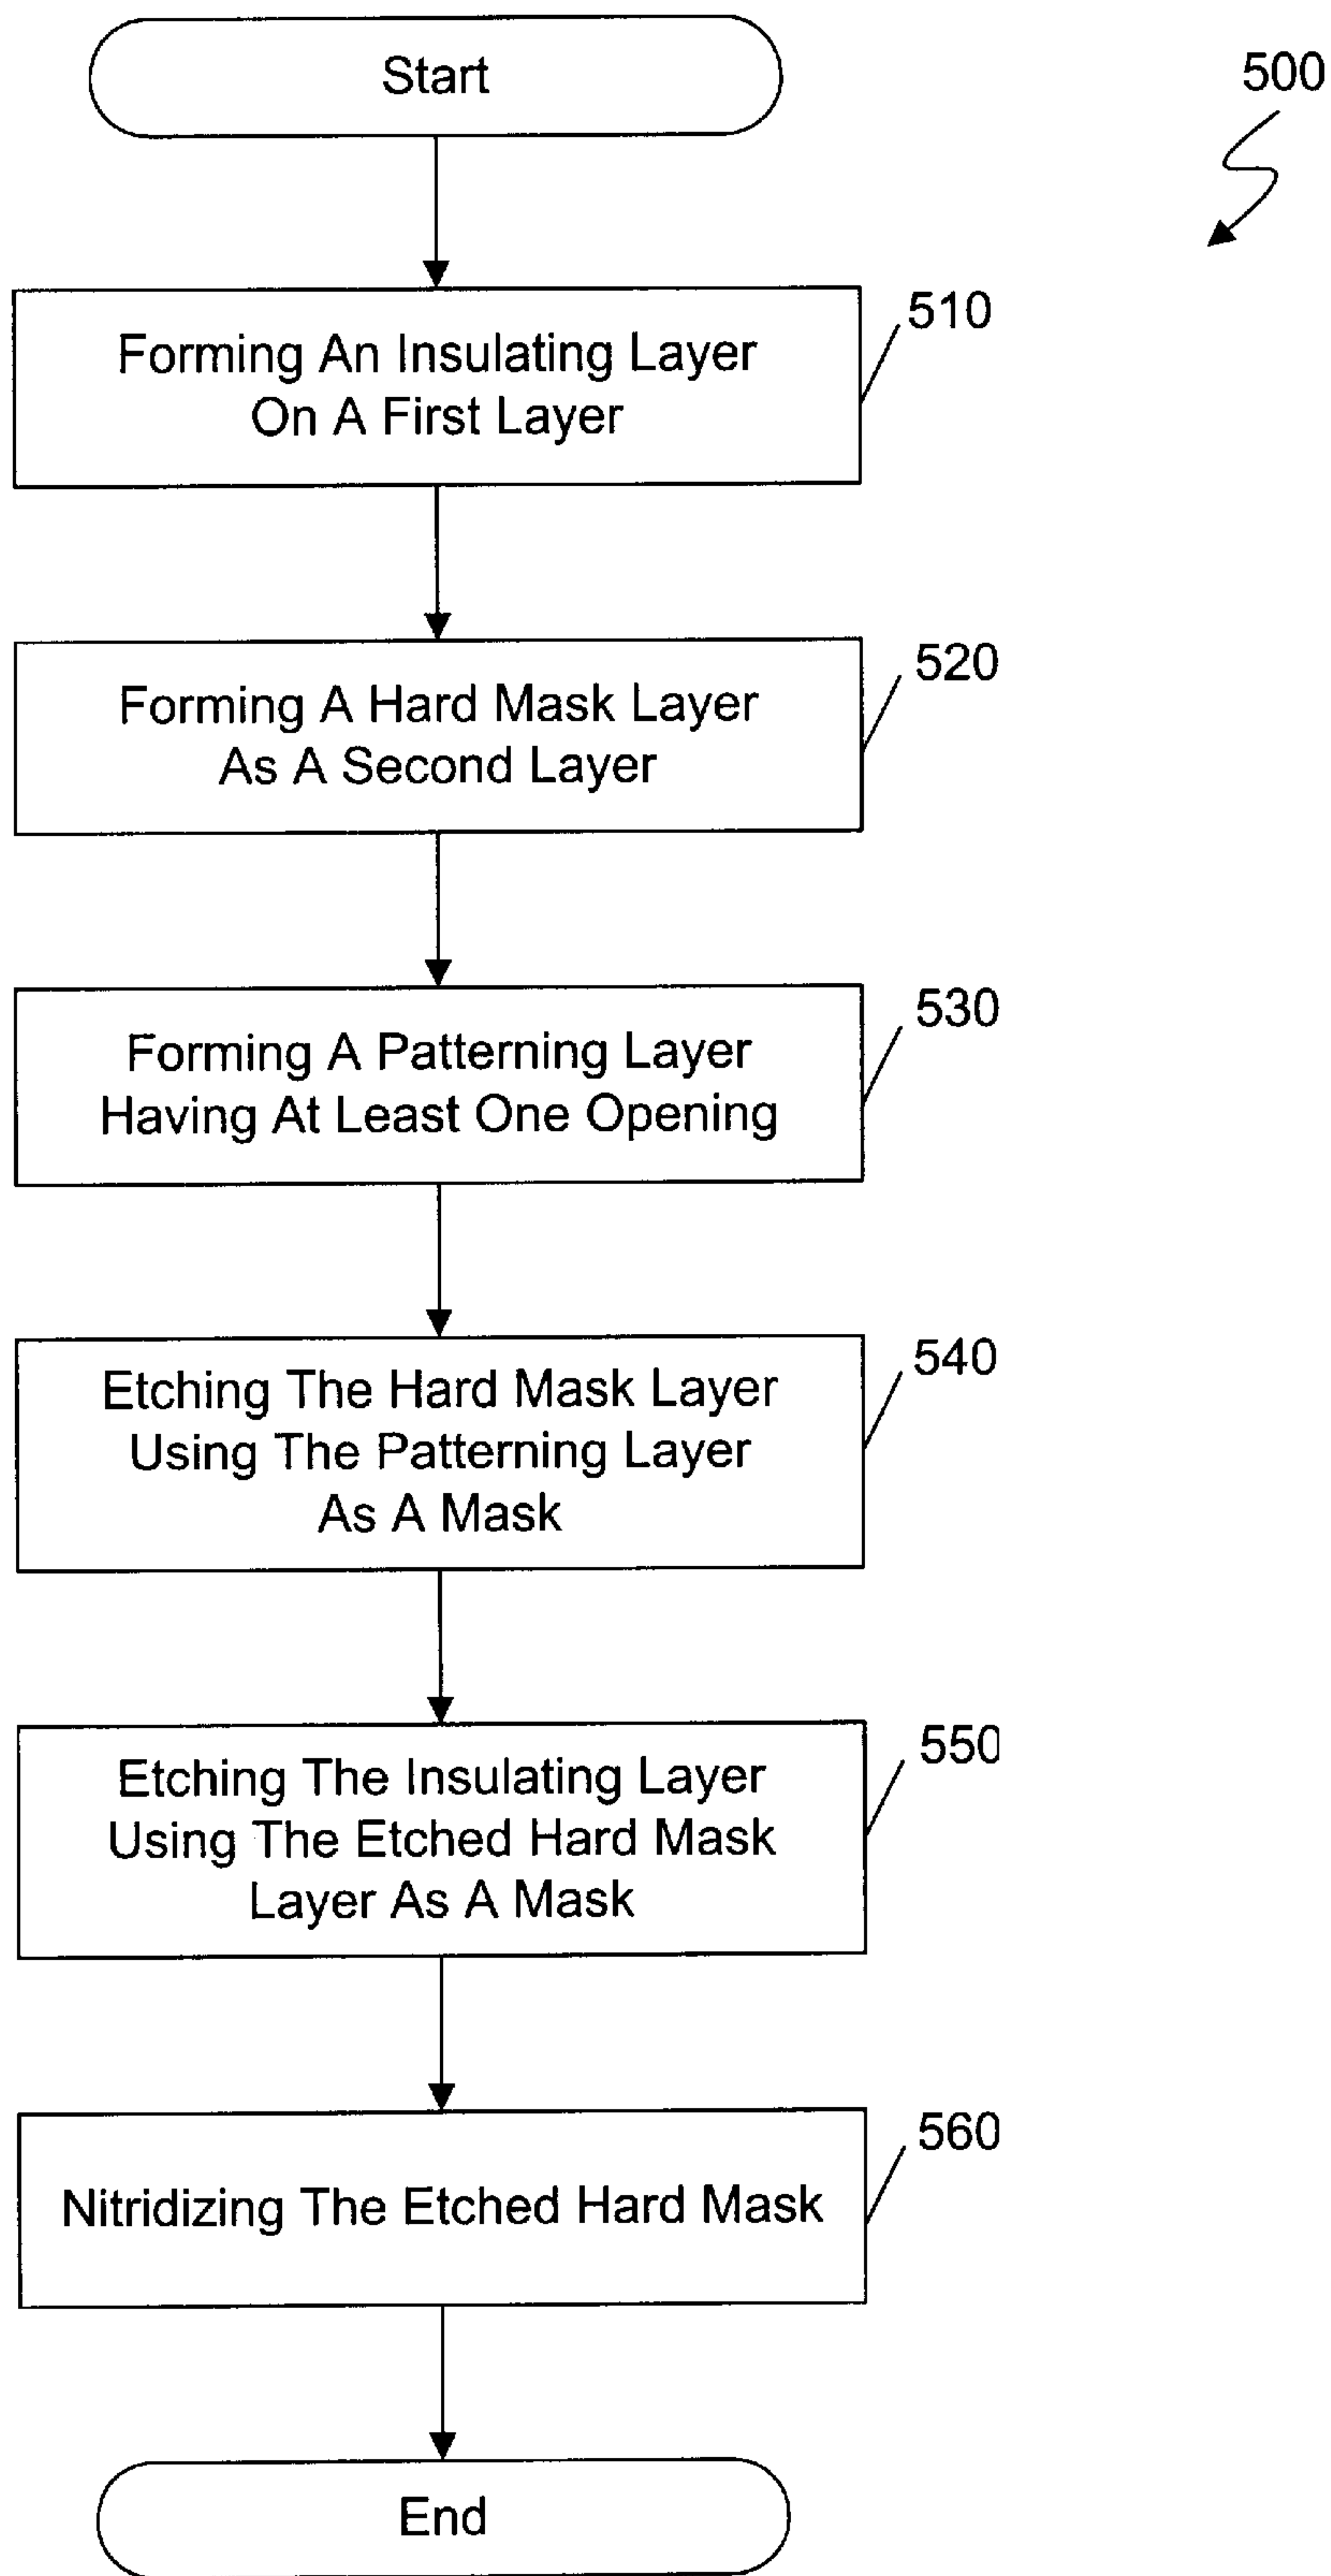 Start
500
510
Forming An Insulating Layer
On A First Layer
520
Forming A Hard Mask Layer
As A Second Layer
530
Forming A Patterning Layer
Having At Least One Opening
540
Etching The Hard Mask Layer
Using The Patterning Layer
As A Mask
550
Etching The Insulating Layer
Using The Etched Hard Mask
Layer As A Mask
560
Nitridizing The Etched Hard Mask
End